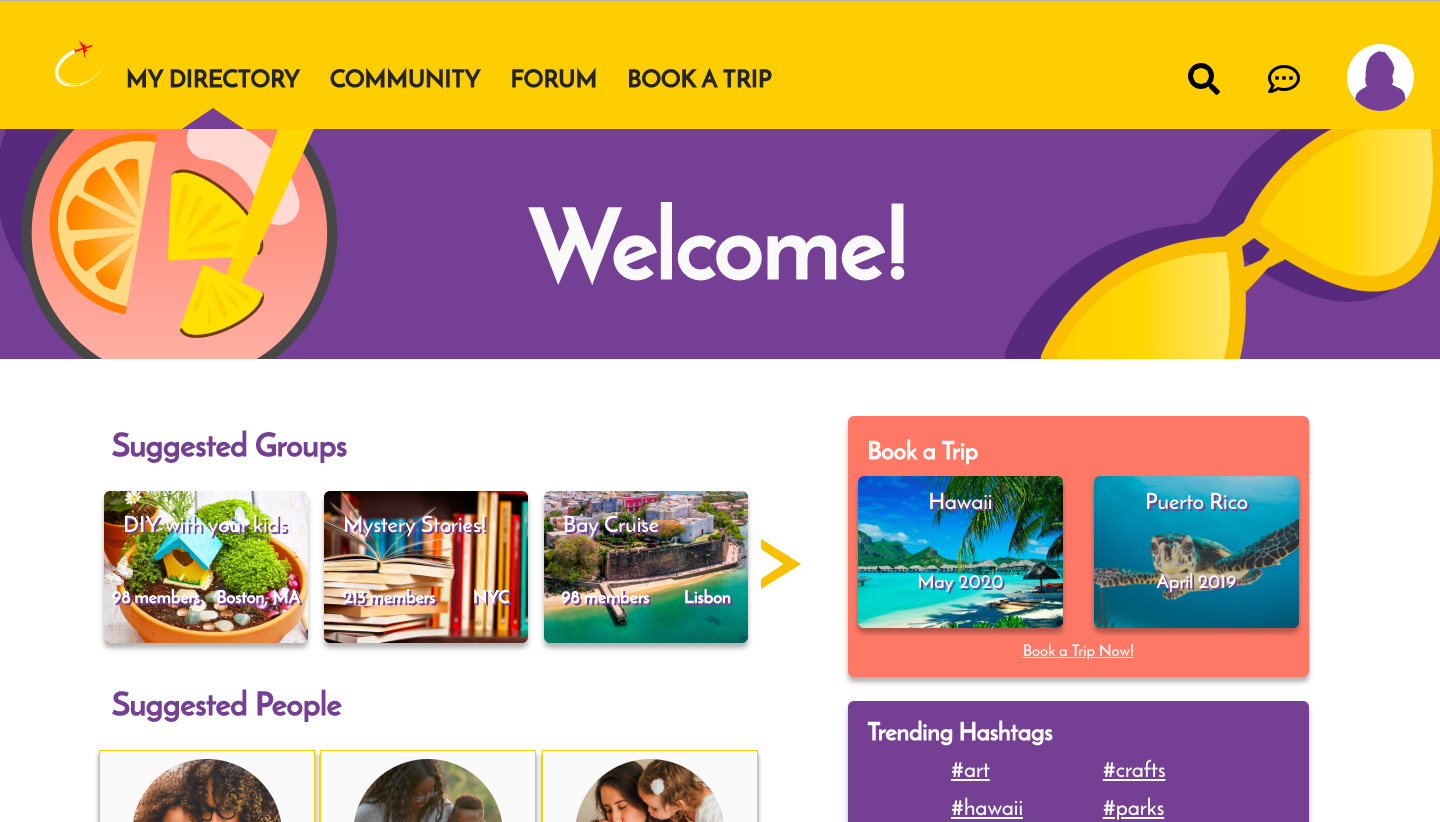 MY DIRECTORY COMMUNITY FORUM BOOK A TRIP
Welcome!
Suggested Groups
DIY with your kids
98 members Boston, MA
Mystery Stories!
213 members NYC
Bay Cruise
98 members Lisbon
>
Suggested People
Book a Trip
Hawaii
May 2020
Puerto Rico
April 2019
Book a Trip Now!
Trending Hashtags
#art #crafts
#hawaii #parks